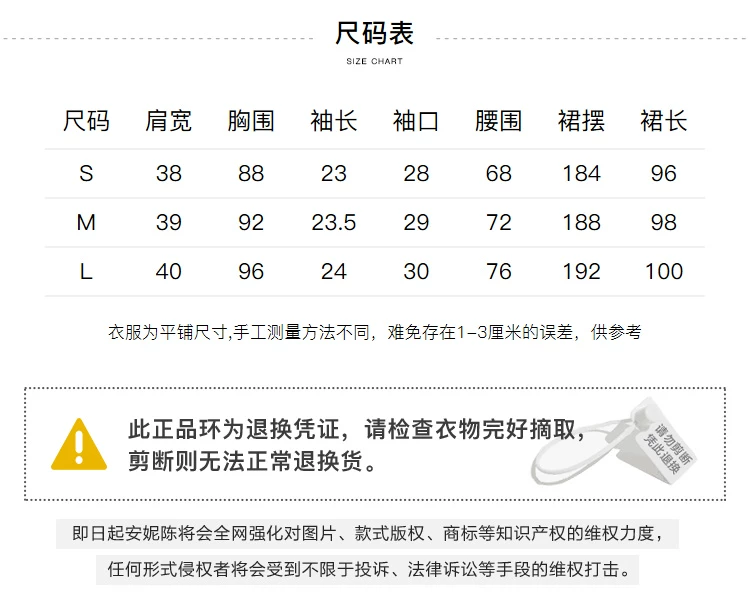 尺码表
SIZE CHART
尺码 肩宽 胸围 袖长 袖口 腰围 裙摆 裙长
S 38 88 23 28 68 184 96
M 39 92 23.5 29 72 188 98
L 40 96 24 30 76 192 100
衣服为平铺尺寸,手工测量方法不同，难免存在1-3厘米的误差，供参考
此正品环为退换凭证，请检查衣物完好摘取，
剪断则无法正常退换货。
请勿剪断
凭此退换
即日起安妮陈将会全网强化对图片、款式版权、商标等知识产权的维权力度，
任何形式侵权者将会受到不限于投诉、法律诉讼等手段的维权打击。